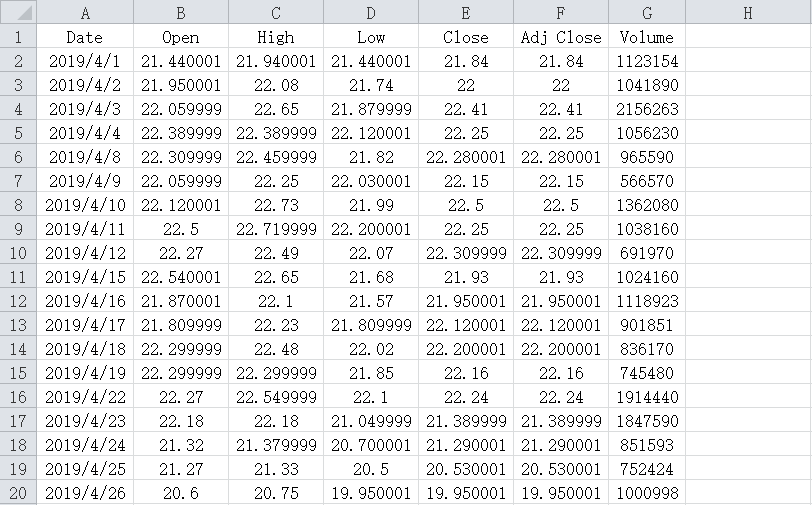 A B C D E F G H
1 Date Open High Low Close Adj Close Volume
2 2019/4/1 21.440001 21.940001 21.440001 21.84 21.84 1123154
3 2019/4/2 21.950001 22.08 21.74 22 22 1041890
4 2019/4/3 22.059999 22.65 21.879999 22.41 22.41 2156263
5 2019/4/4 22.389999 22.389999 22.120001 22.25 22.25 1056230
6 2019/4/8 22.309999 22.459999 21.82 22.280001 22.280001 965590
7 2019/4/9 22.059999 22.25 22.030001 22.15 22.15 566570
8 2019/4/10 22.120001 22.73 21.99 22.5 22.5 1362080
9 2019/4/11 22.5 22.719999 22.200001 22.25 22.25 1038160
10 2019/4/12 22.27 22.49 22.07 22.309999 22.309999 691970
11 2019/4/15 22.540001 22.65 21.68 21.93 21.93 1024160
12 2019/4/16 21.870001 22.1 21.57 21.950001 21.950001 1118923
13 2019/4/17 21.809999 22.23 21.809999 22.120001 22.120001 901851
14 2019/4/18 22.299999 22.48 22.02 22.200001 22.200001 836170
15 2019/4/19 22.299999 22.299999 21.85 22.16 22.16 745480
16 2019/4/22 22.27 22.549999 22.1 22.24 22.24 1914440
17 2019/4/23 22.18 22.18 21.049999 21.389999 21.389999 1847590
18 2019/4/24 21.32 21.379999 20.700001 21.290001 21.290001 851593
19 2019/4/25 21.27 21.33 20.5 20.530001 20.530001 752424
20 2019/4/26 20.6 20.75 19.950001 19.950001 19.950001 1000998